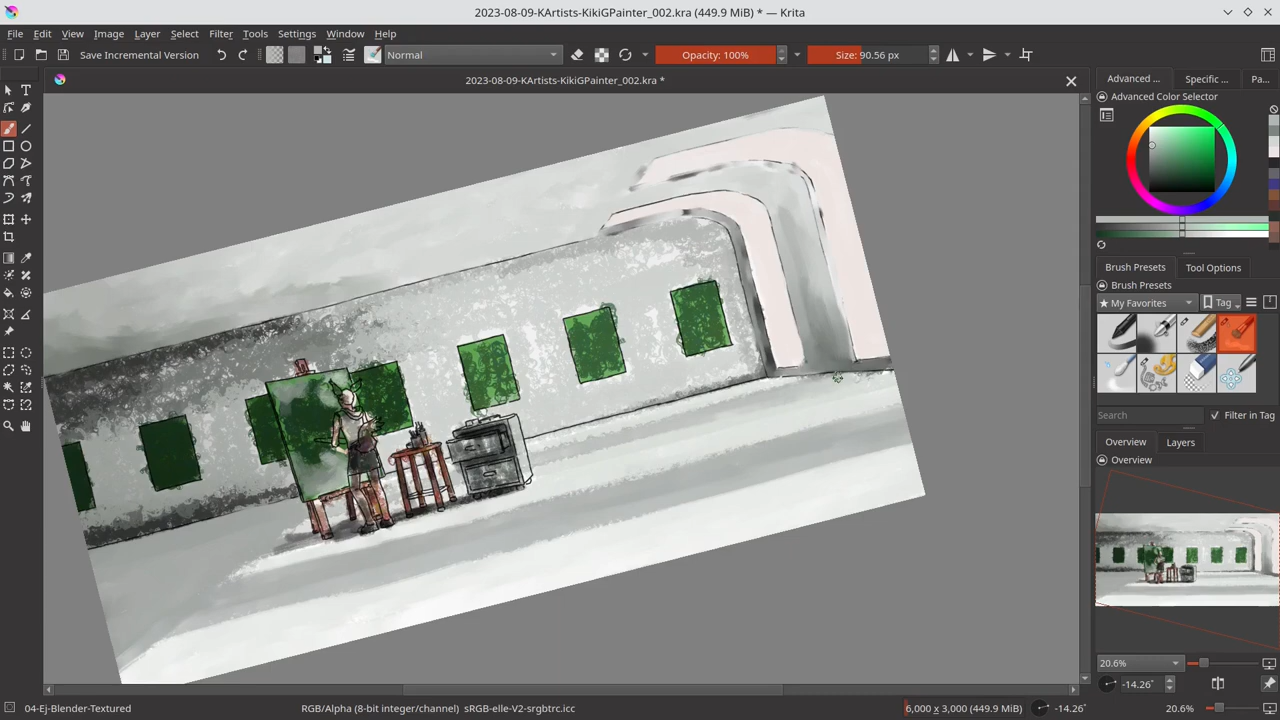 2023-08-09-KArtists-KikiGPainter_002.kra (449.9 MiB) * — Krita
File Edit View Image Layer Select Filter Tools Settings Window Help
Save Incremental Version Normal Opacity: 100% Size: 90.56 px
2023-08-09-KArtists-KikiGPainter_002.kra *
Advanced ... Specific ... Pa...
Advanced Color Selector
Brush Presets Tool Options
Brush Presets
★ My Favorites Tag
Search Filter in Tag
Overview Layers
Overview
20.6%
-14.26°
04-Ej-Blender-Textured RGB/Alpha (8-bit integer/channel) sRGB-elle-V2-srgbtrc.icc 6,000 x 3,000 (449.9 MiB) -14.26° 20.6%